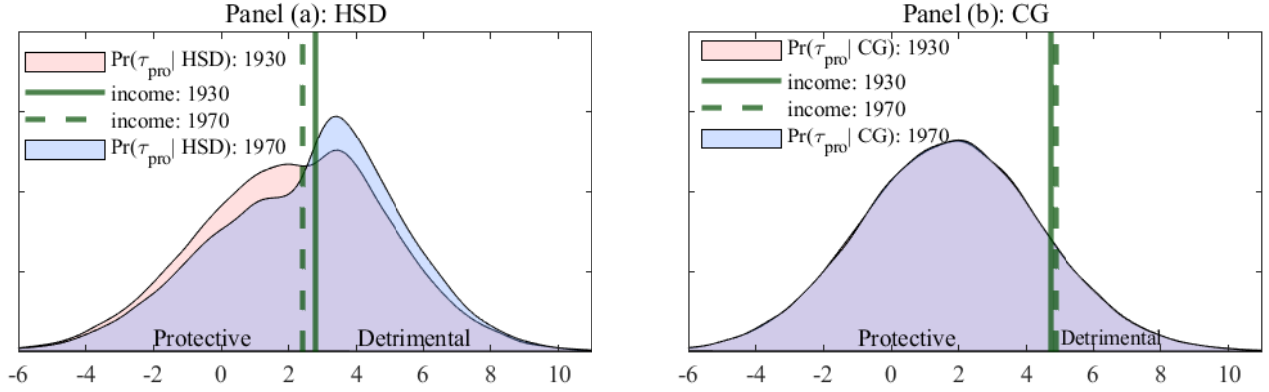 Panel (a): HSD
Pr(τpro| HSD): 1930
income: 1930
income: 1970
Pr(τpro| HSD): 1970
Protective
Detrimental
-6 -4 -2 0 2 4 6 8 10
Panel (b): CG
Pr(τpro| CG): 1930
income: 1930
income: 1970
Pr(τpro| CG): 1970
Protective
Detrimental
-6 -4 -2 0 2 4 6 8 10